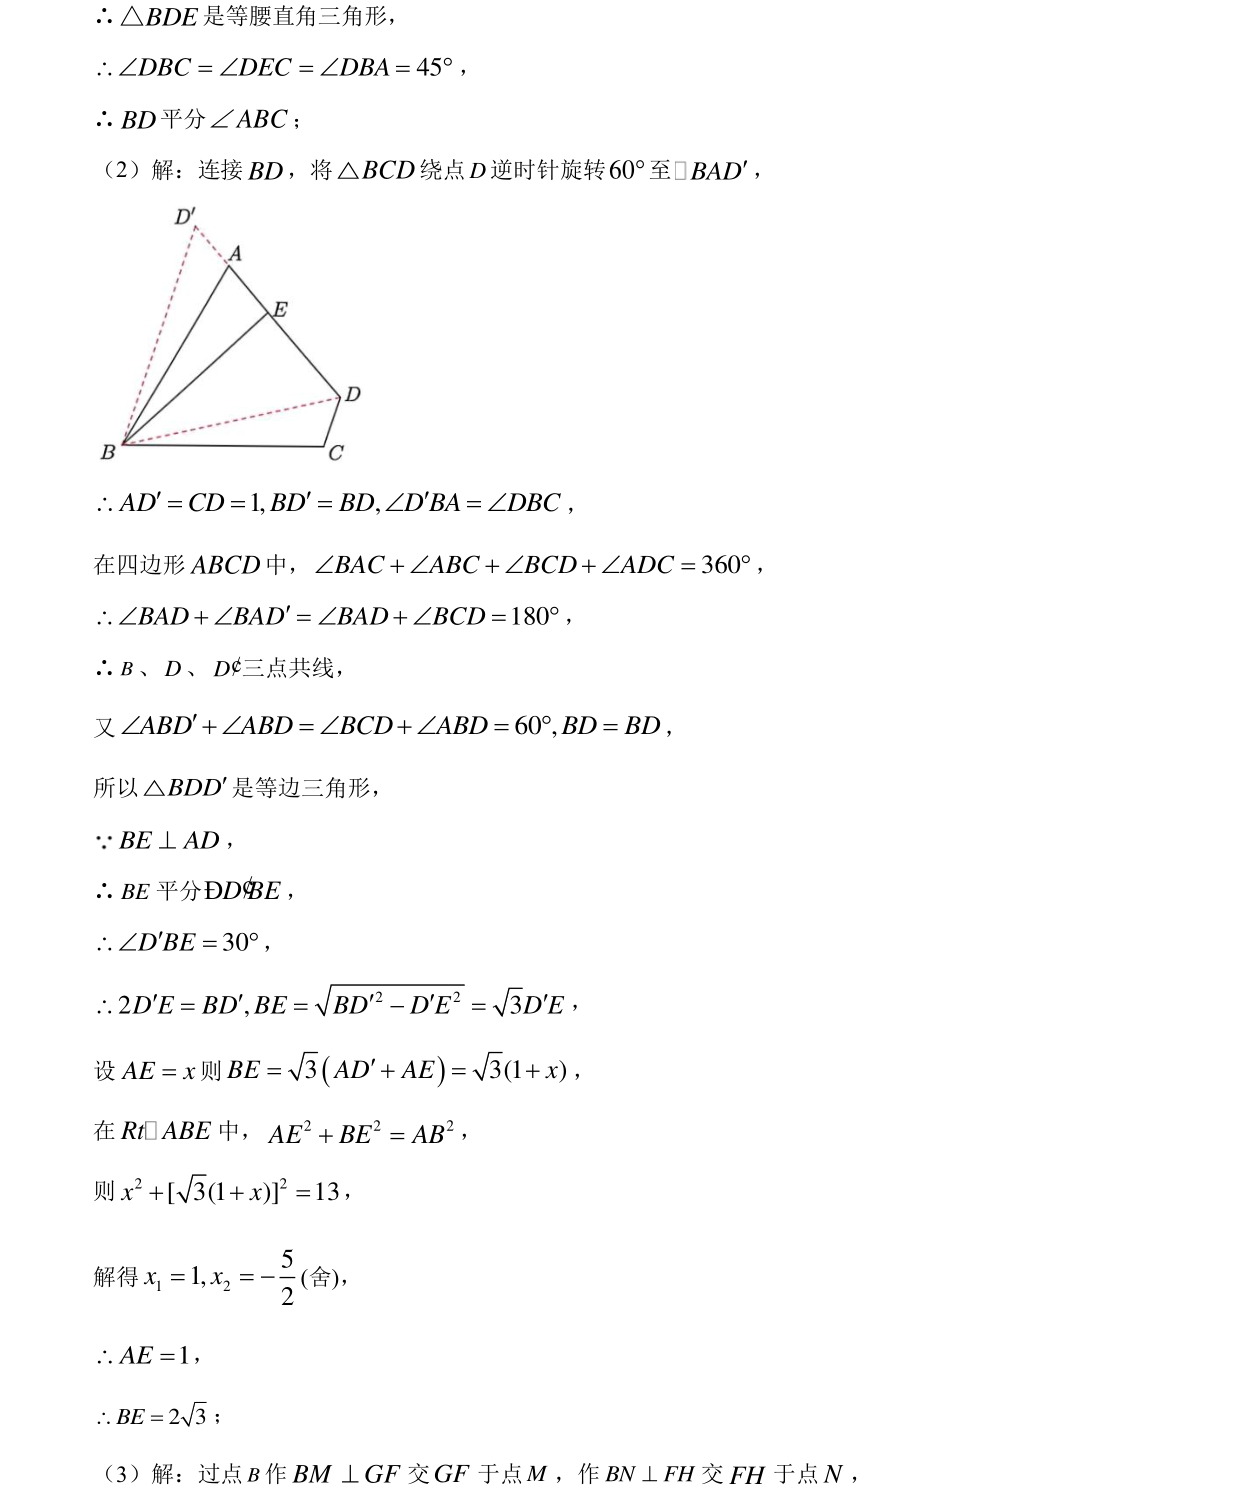 ∴△BDE是等腰直角三角形，
∴∠DBC = ∠DEC = ∠DBA = 45°，
∴BD平分∠ABC；
（2）解：连接BD，将△BCD绕点D逆时针旋转60°至▯BAD′，
D′
A
E
D
B
C
∴AD′ = CD = 1, BD′ = BD, ∠D′BA = ∠DBC，
在四边形ABCD中，∠BAC + ∠ABC + ∠BCD + ∠ADC = 360°，
∴∠BAD + ∠BAD′ = ∠BAD + ∠BCD = 180°，
∴B、D、D¢三点共线，
又∠ABD′ + ∠ABD = ∠BCD + ∠ABD = 60°, BD = BD，
所以△BDD′是等边三角形，
∵BE ⊥ AD，
∴BE平分ÐD¢BE，
∴∠D′BE = 30°，
∴2D′E = BD′, BE = √(BD′² − D′E²) = √3D′E，
设AE = x则BE = √3(AD′ + AE) = √3(1 + x)，
在Rt▯ABE中，AE² + BE² = AB²，
则x² + [√3(1 + x)]² = 13，
解得x₁ = 1, x₂ = −5/2(舍)，
∴AE = 1，
∴BE = 2√3；
（3）解：过点B作BM ⊥ GF交GF于点M，作BN ⊥ FH交FH于点N，